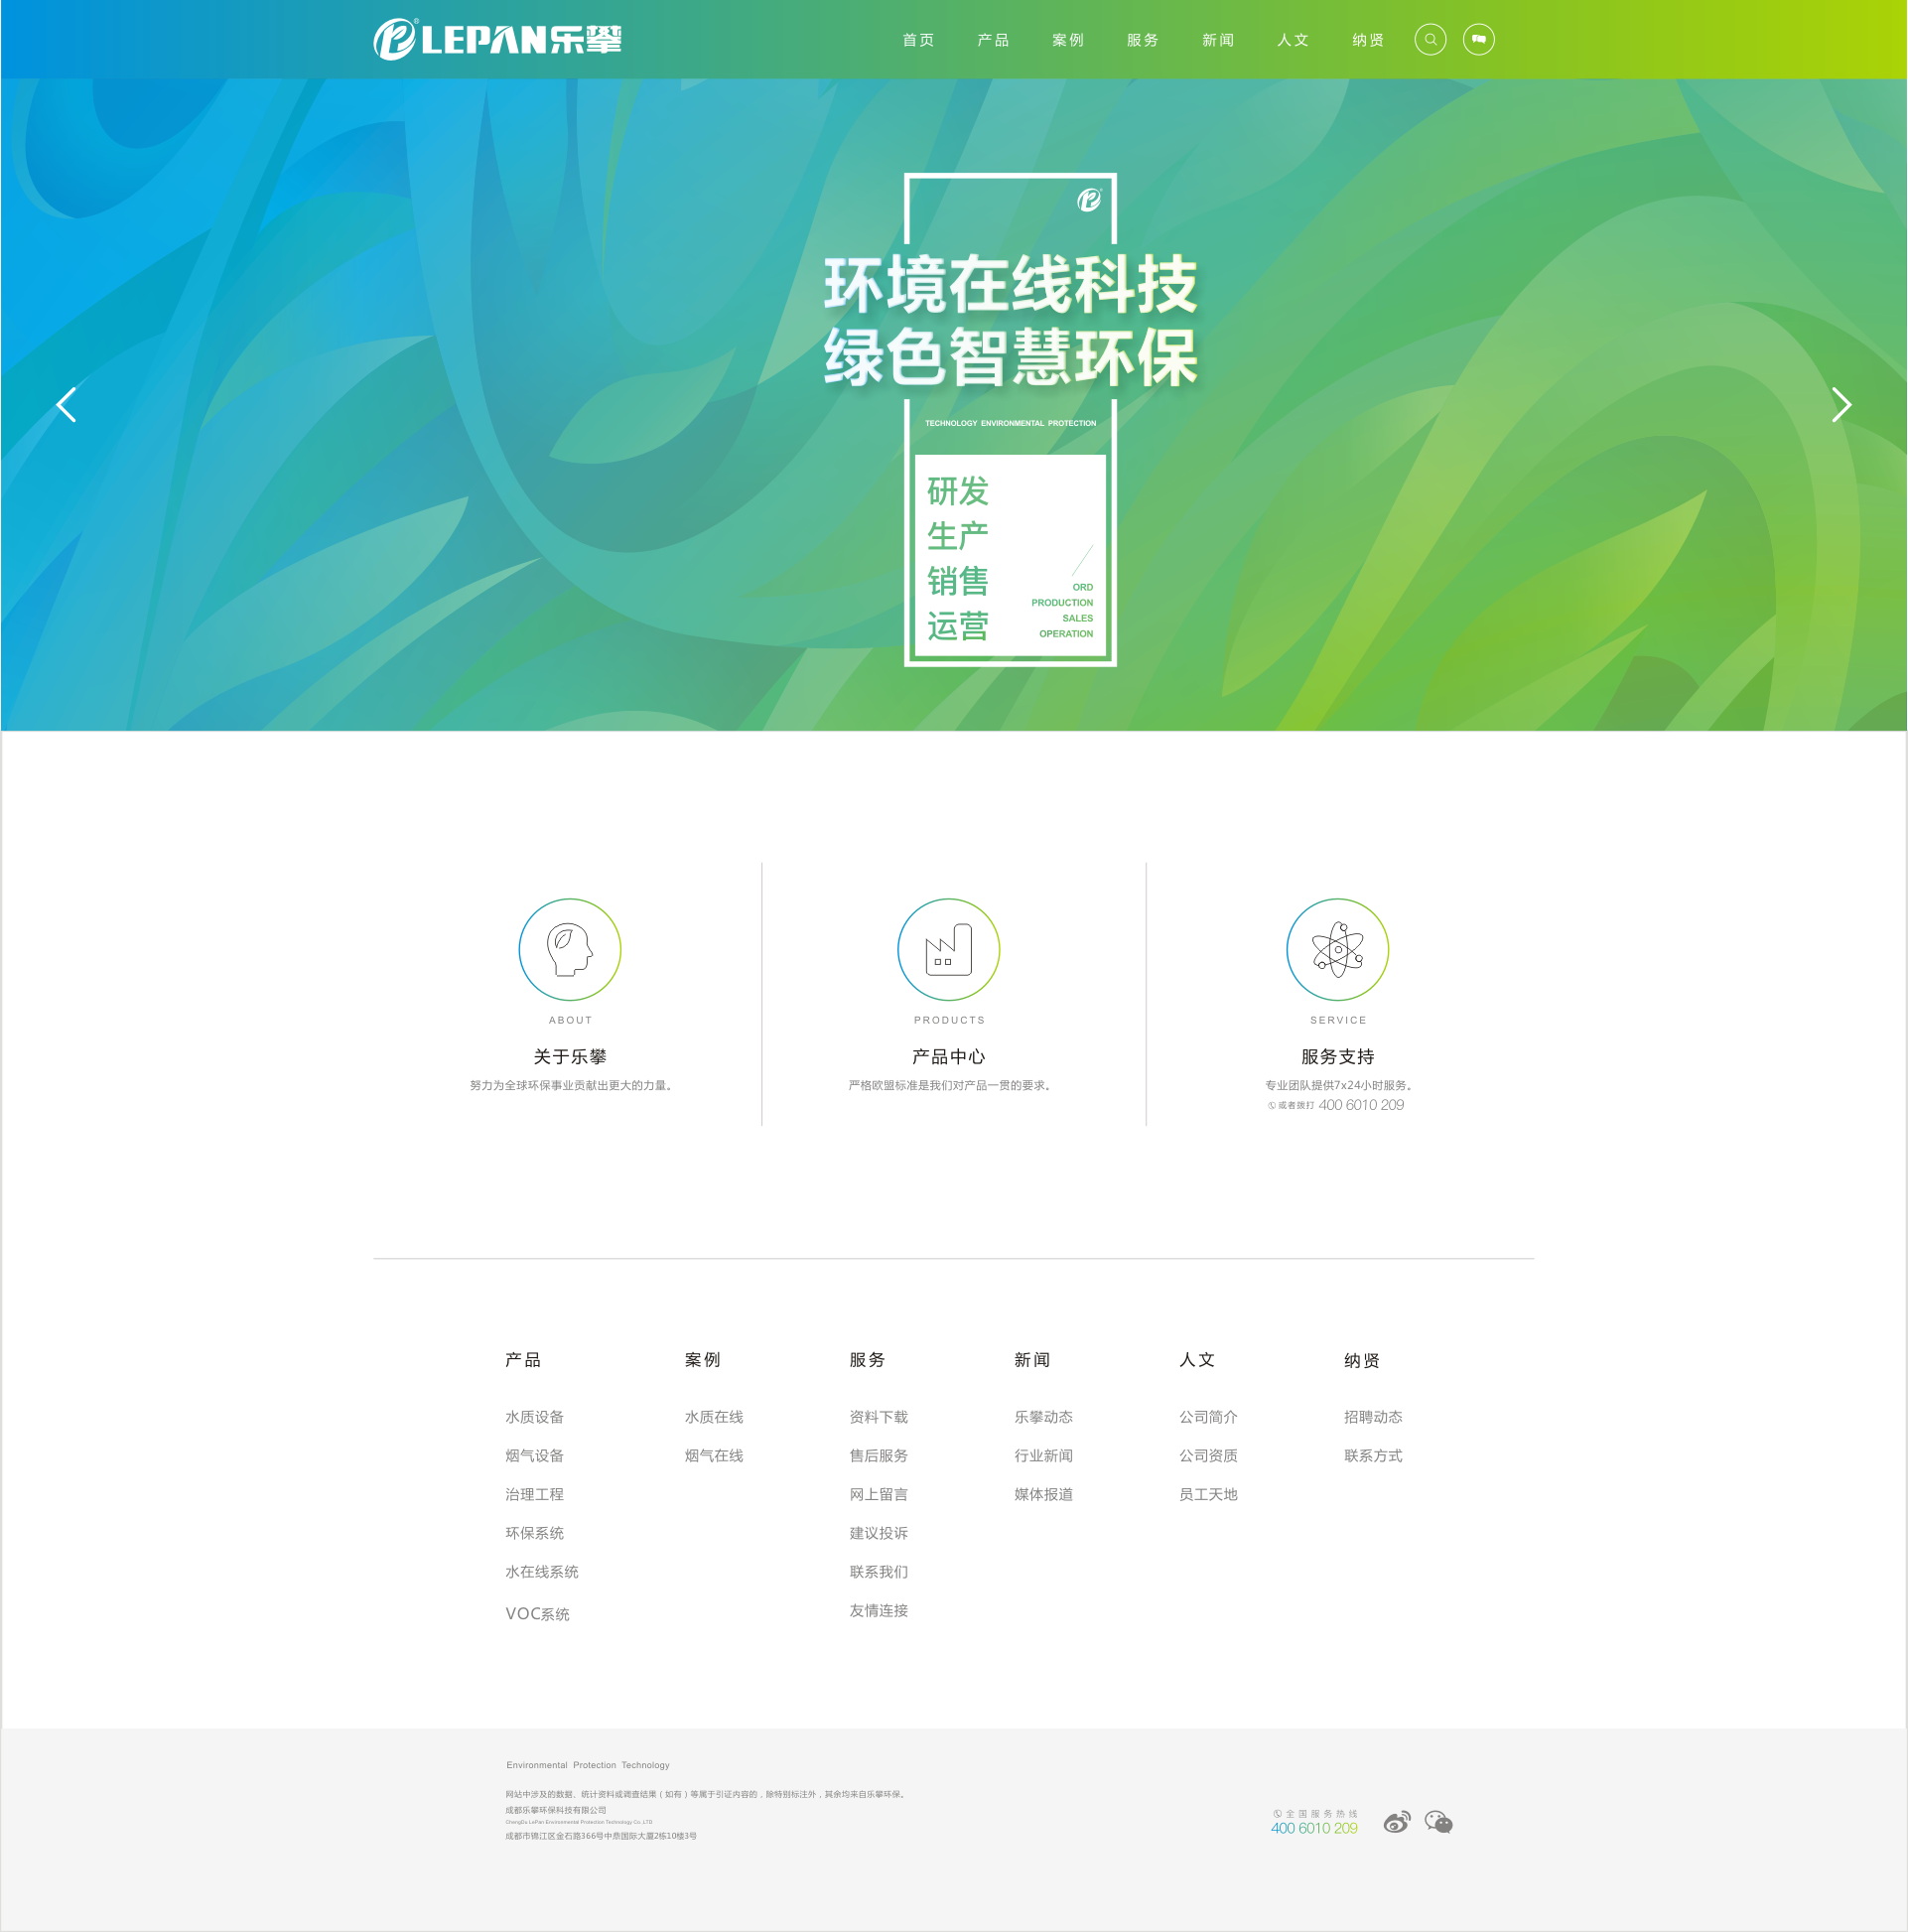 LEPAN乐攀
首页 产品 案例 服务 新闻 人文 纳贤
环境在线科技
绿色智慧环保
TECHNOLOGY ENVIRONMENTAL PROTECTION
研发
生产
销售
运营
ORD
PRODUCTION
SALES
OPERATION
ABOUT
关于乐攀
努力为全球环保事业贡献出更大的力量。
PRODUCTS
产品中心
严格欧盟标准是我们对产品一贯的要求。
SERVICE
服务支持
专业团队提供7x24小时服务。
或者拨打 400 6010 209
产品
水质设备
烟气设备
治理工程
环保系统
水在线系统
VOC系统
案例
水质在线
烟气在线
服务
资料下载
售后服务
网上留言
建议投诉
联系我们
友情连接
新闻
乐攀动态
行业新闻
媒体报道
人文
公司简介
公司资质
员工天地
纳贤
招聘动态
联系方式
Environmental Protection Technology
网站中涉及的数据、统计资料或调查结果（如有）等属于引证内容的，除特别标注外，其余均来自乐攀环保。
成都乐攀环保科技有限公司
ChengDu LePan Environmental Protection Technology Co.,LTD
成都市锦江区金石路366号中鼎国际大厦2栋10楼3号
全国服务热线
400 6010 209